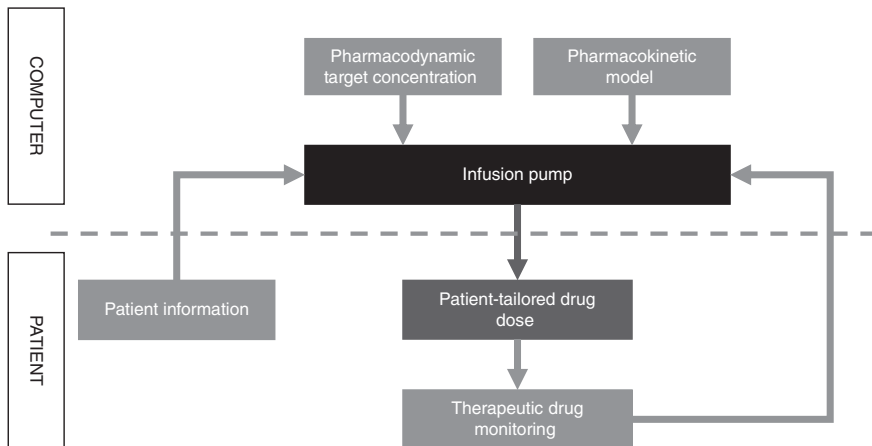 COMPUTER
Pharmacodynamic
target concentration
Pharmacokinetic
model
Infusion pump
PATIENT
Patient information
Patient-tailored drug
dose
Therapeutic drug
monitoring